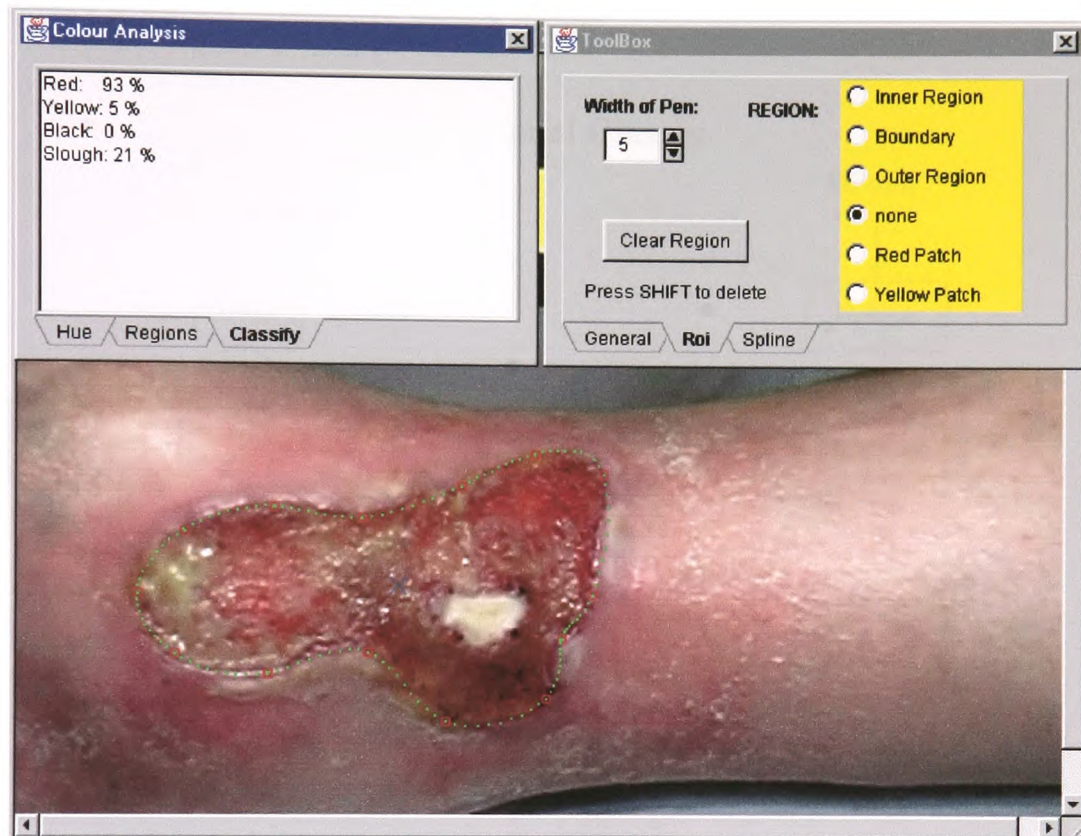 Colour Analysis
Red: 93 %
Yellow: 5 %
Black: 0 %
Slough: 21 %
Hue Regions Classify
ToolBox
Width of Pen:
5
Clear Region
Press SHIFT to delete
REGION:
Inner Region
Boundary
Outer Region
none
Red Patch
Yellow Patch
General Roi Spline